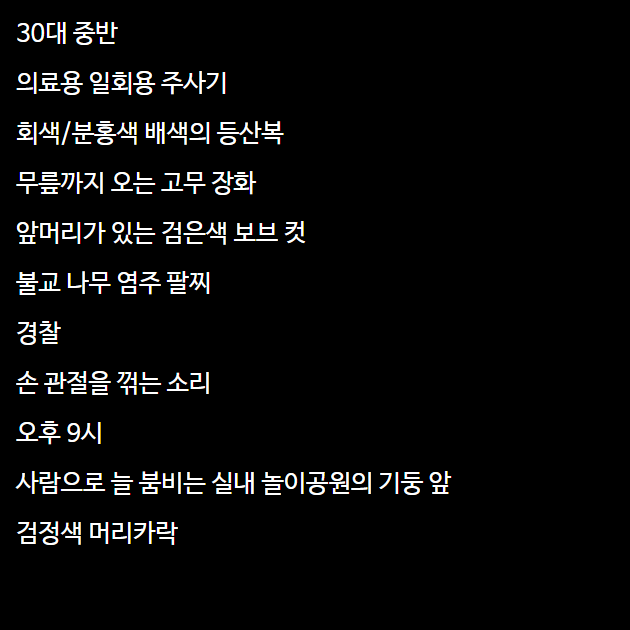 30대 중반
의료용 일회용 주사기
회색/분홍색 배색의 등산복
무릎까지 오는 고무 장화
앞머리가 있는 검은색 보브 컷
불교 나무 염주 팔찌
경찰
손 관절을 꺾는 소리
오후 9시
사람으로 늘 붐비는 실내 놀이공원의 기둥 앞
검정색 머리카락